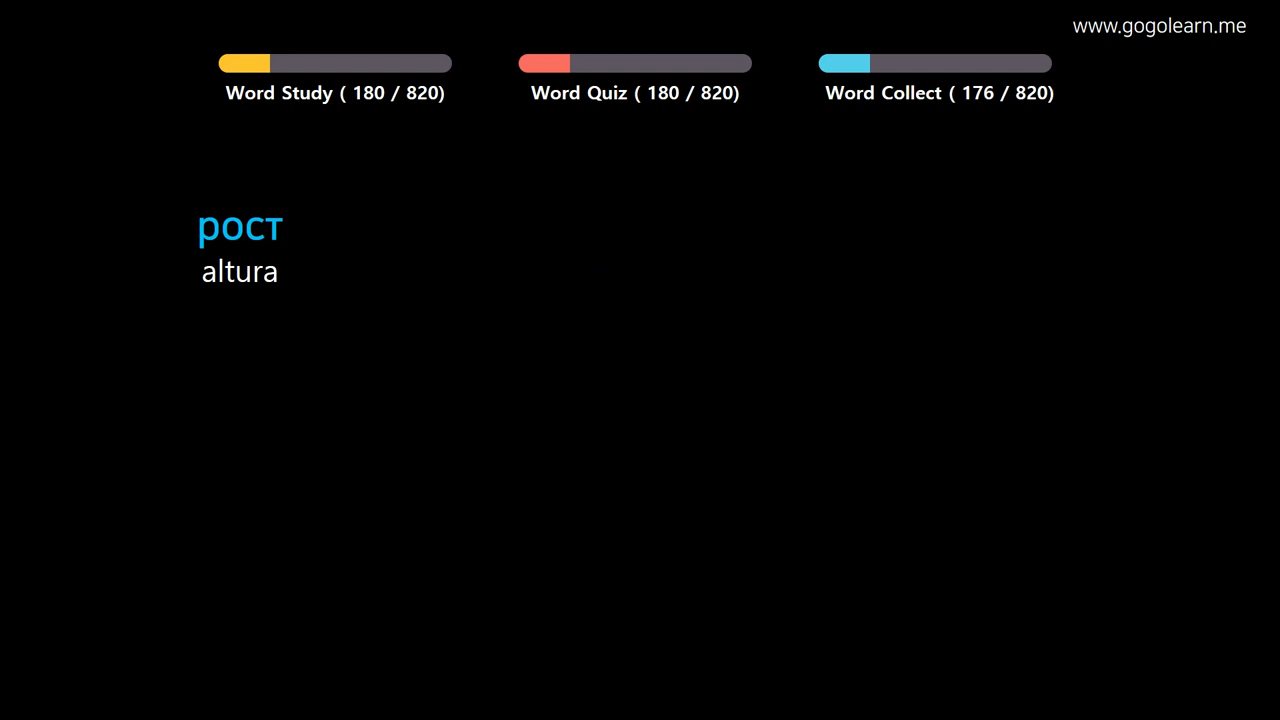 www.gogolearn.me
Word Study ( 180 / 820)
Word Quiz ( 180 / 820)
Word Collect ( 176 / 820)
рост
altura